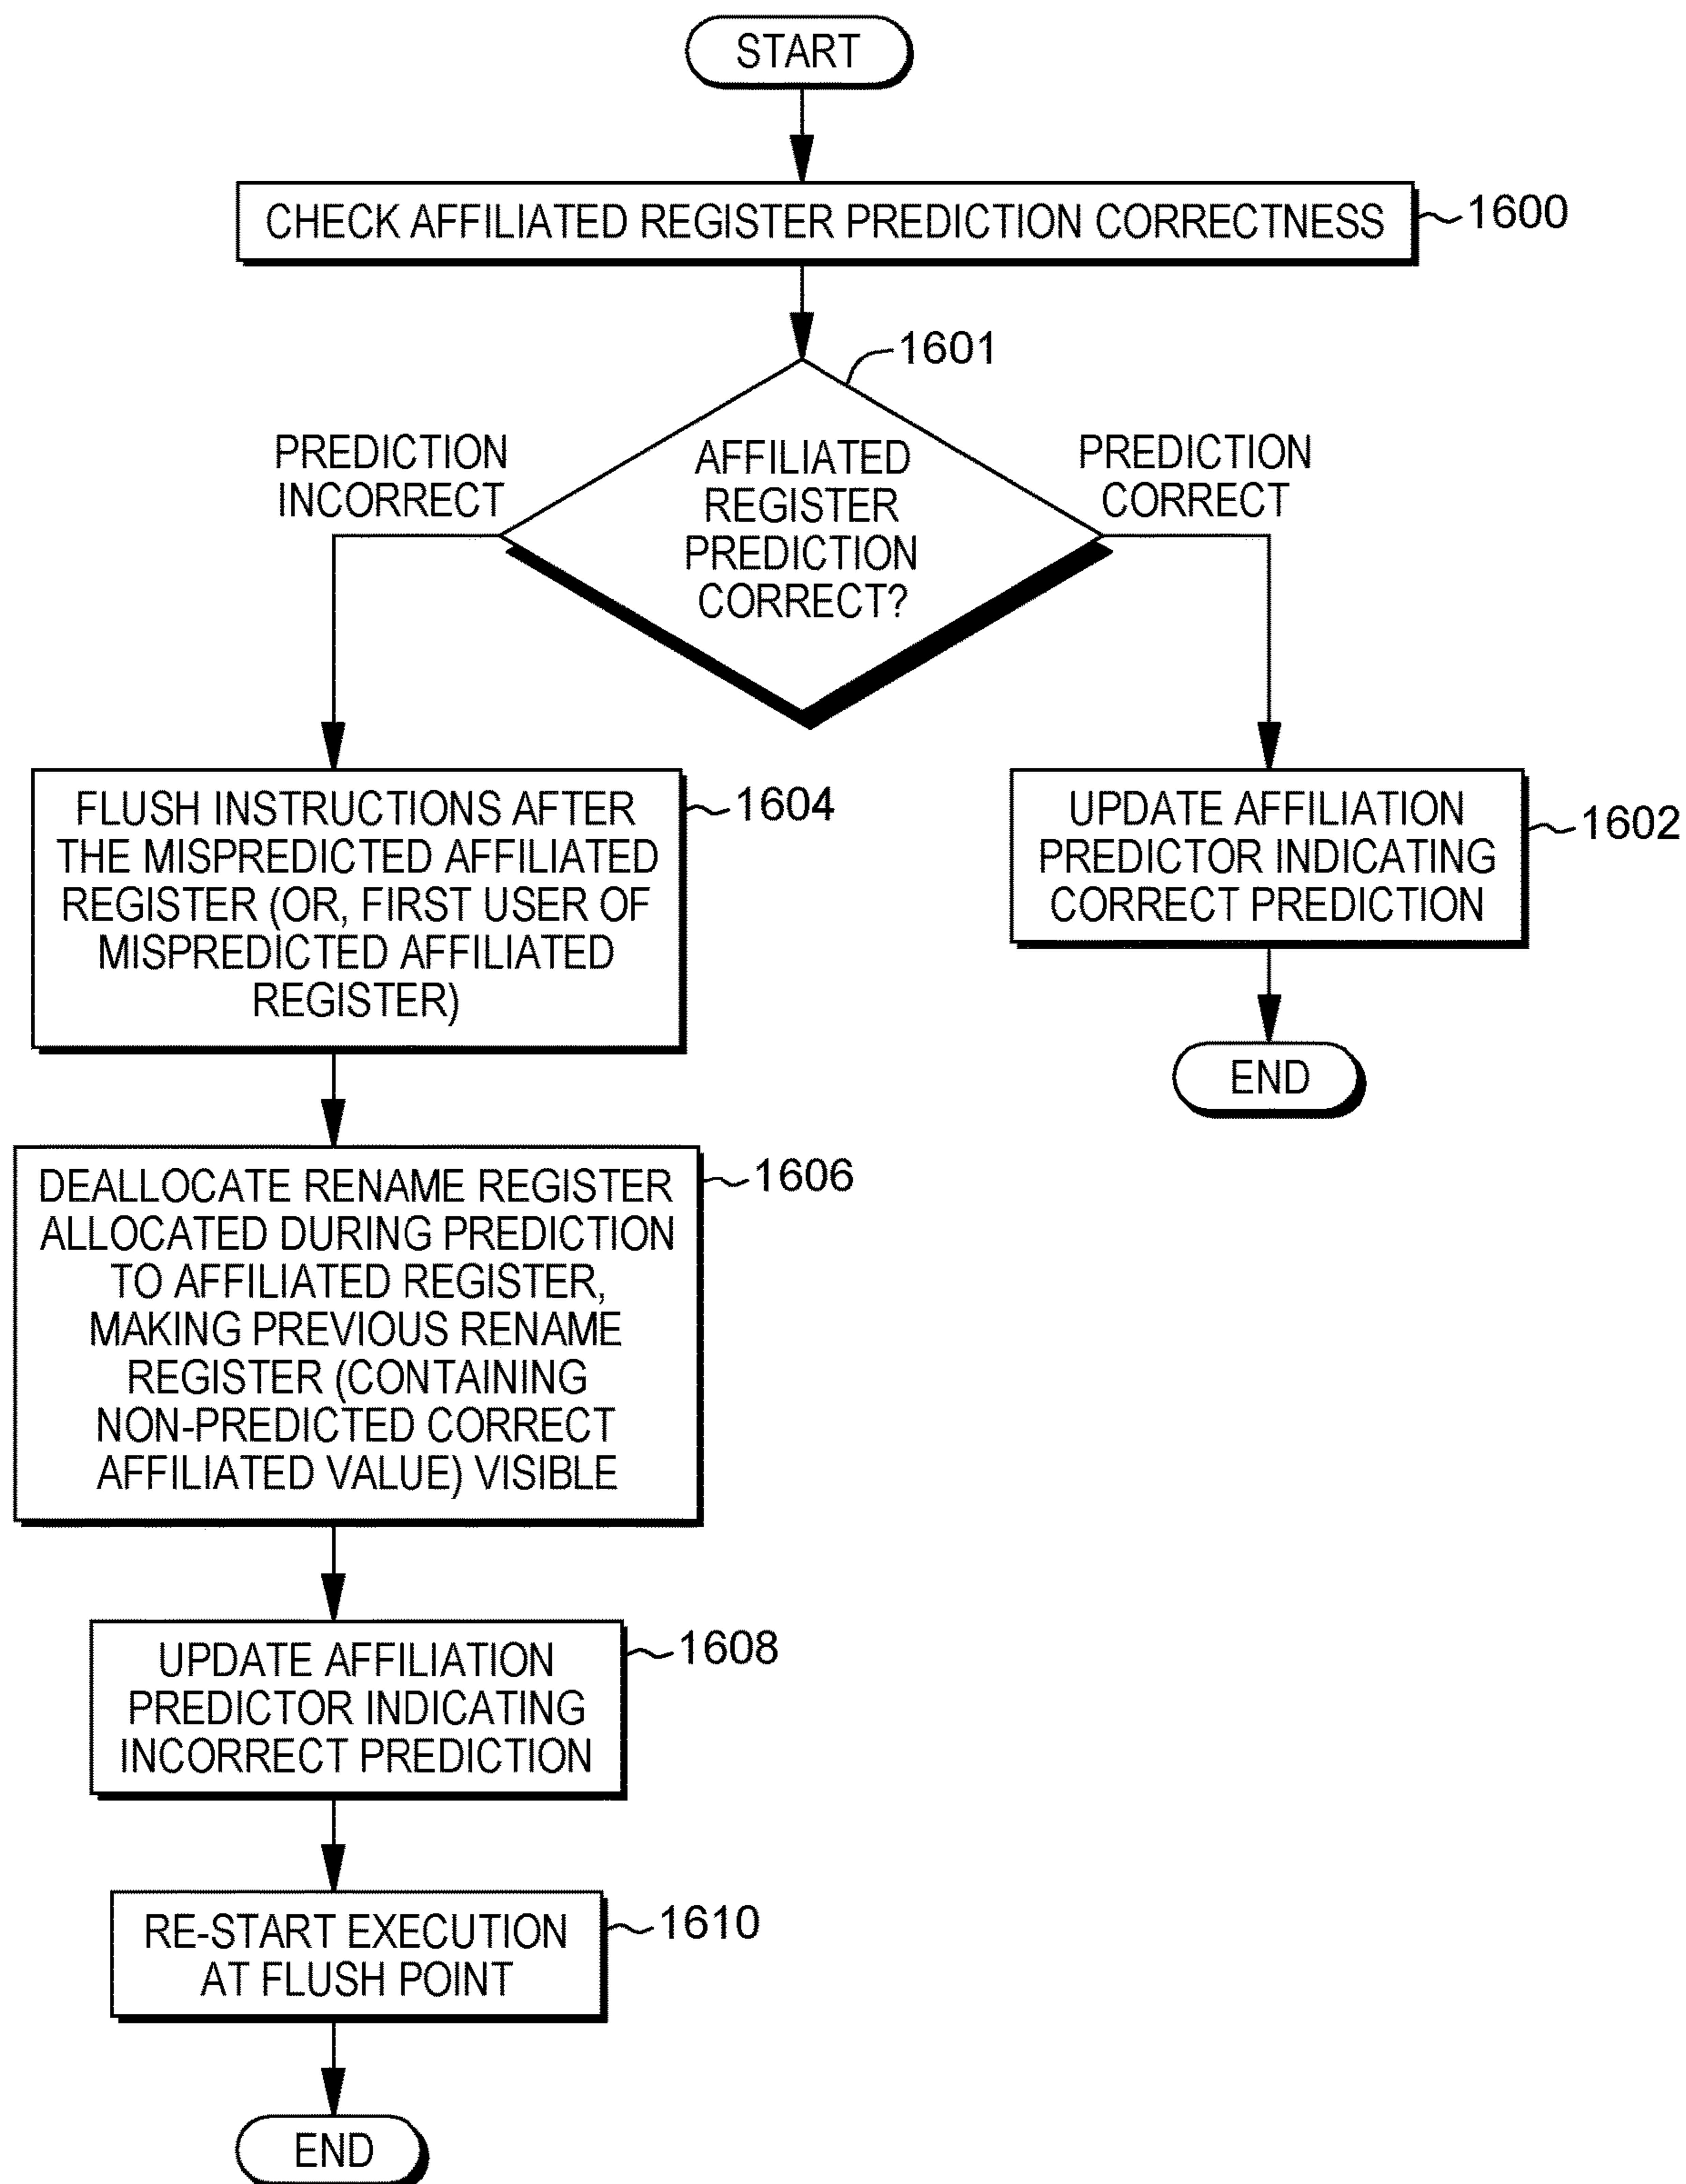 START
CHECK AFFILIATED REGISTER PREDICTION CORRECTNESS
1600
1601
AFFILIATED
REGISTER
PREDICTION
CORRECT?
PREDICTION
INCORRECT
PREDICTION
CORRECT
FLUSH INSTRUCTIONS AFTER
THE MISPREDICTED AFFILIATED
REGISTER (OR, FIRST USER OF
MISPREDICTED AFFILIATED
REGISTER)
1604
UPDATE AFFILIATION
PREDICTOR INDICATING
CORRECT PREDICTION
1602
END
DEALLOCATE RENAME REGISTER
ALLOCATED DURING PREDICTION
TO AFFILIATED REGISTER,
MAKING PREVIOUS RENAME
REGISTER (CONTAINING
NON-PREDICTED CORRECT
AFFILIATED VALUE) VISIBLE
1606
UPDATE AFFILIATION
PREDICTOR INDICATING
INCORRECT PREDICTION
1608
RE-START EXECUTION
AT FLUSH POINT
1610
END